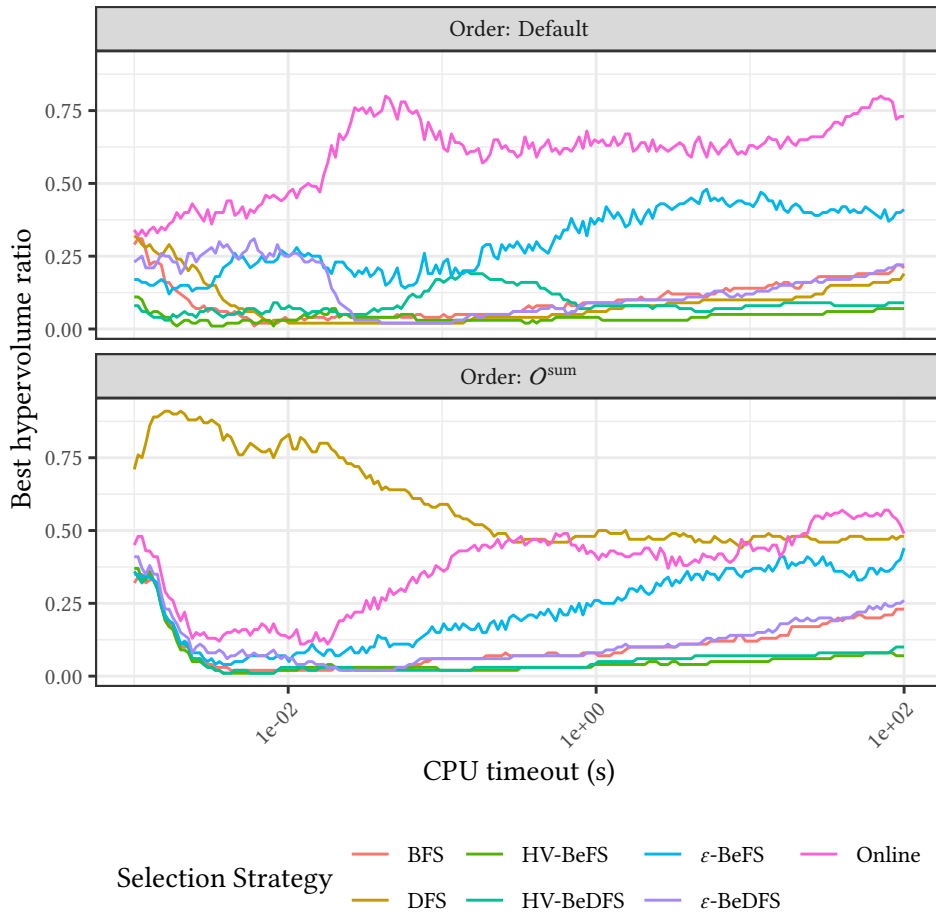 Order: Default
0.75
0.50
0.25
0.00
Order: 𝒪^sum
0.75
0.50
0.25
0.00
Best hypervolume ratio
1e-02
1e+00
1e+02
CPU timeout (s)
Selection Strategy
BFS
HV-BeFS
ε-BeFS
Online
DFS
HV-BeDFS
ε-BeDFS